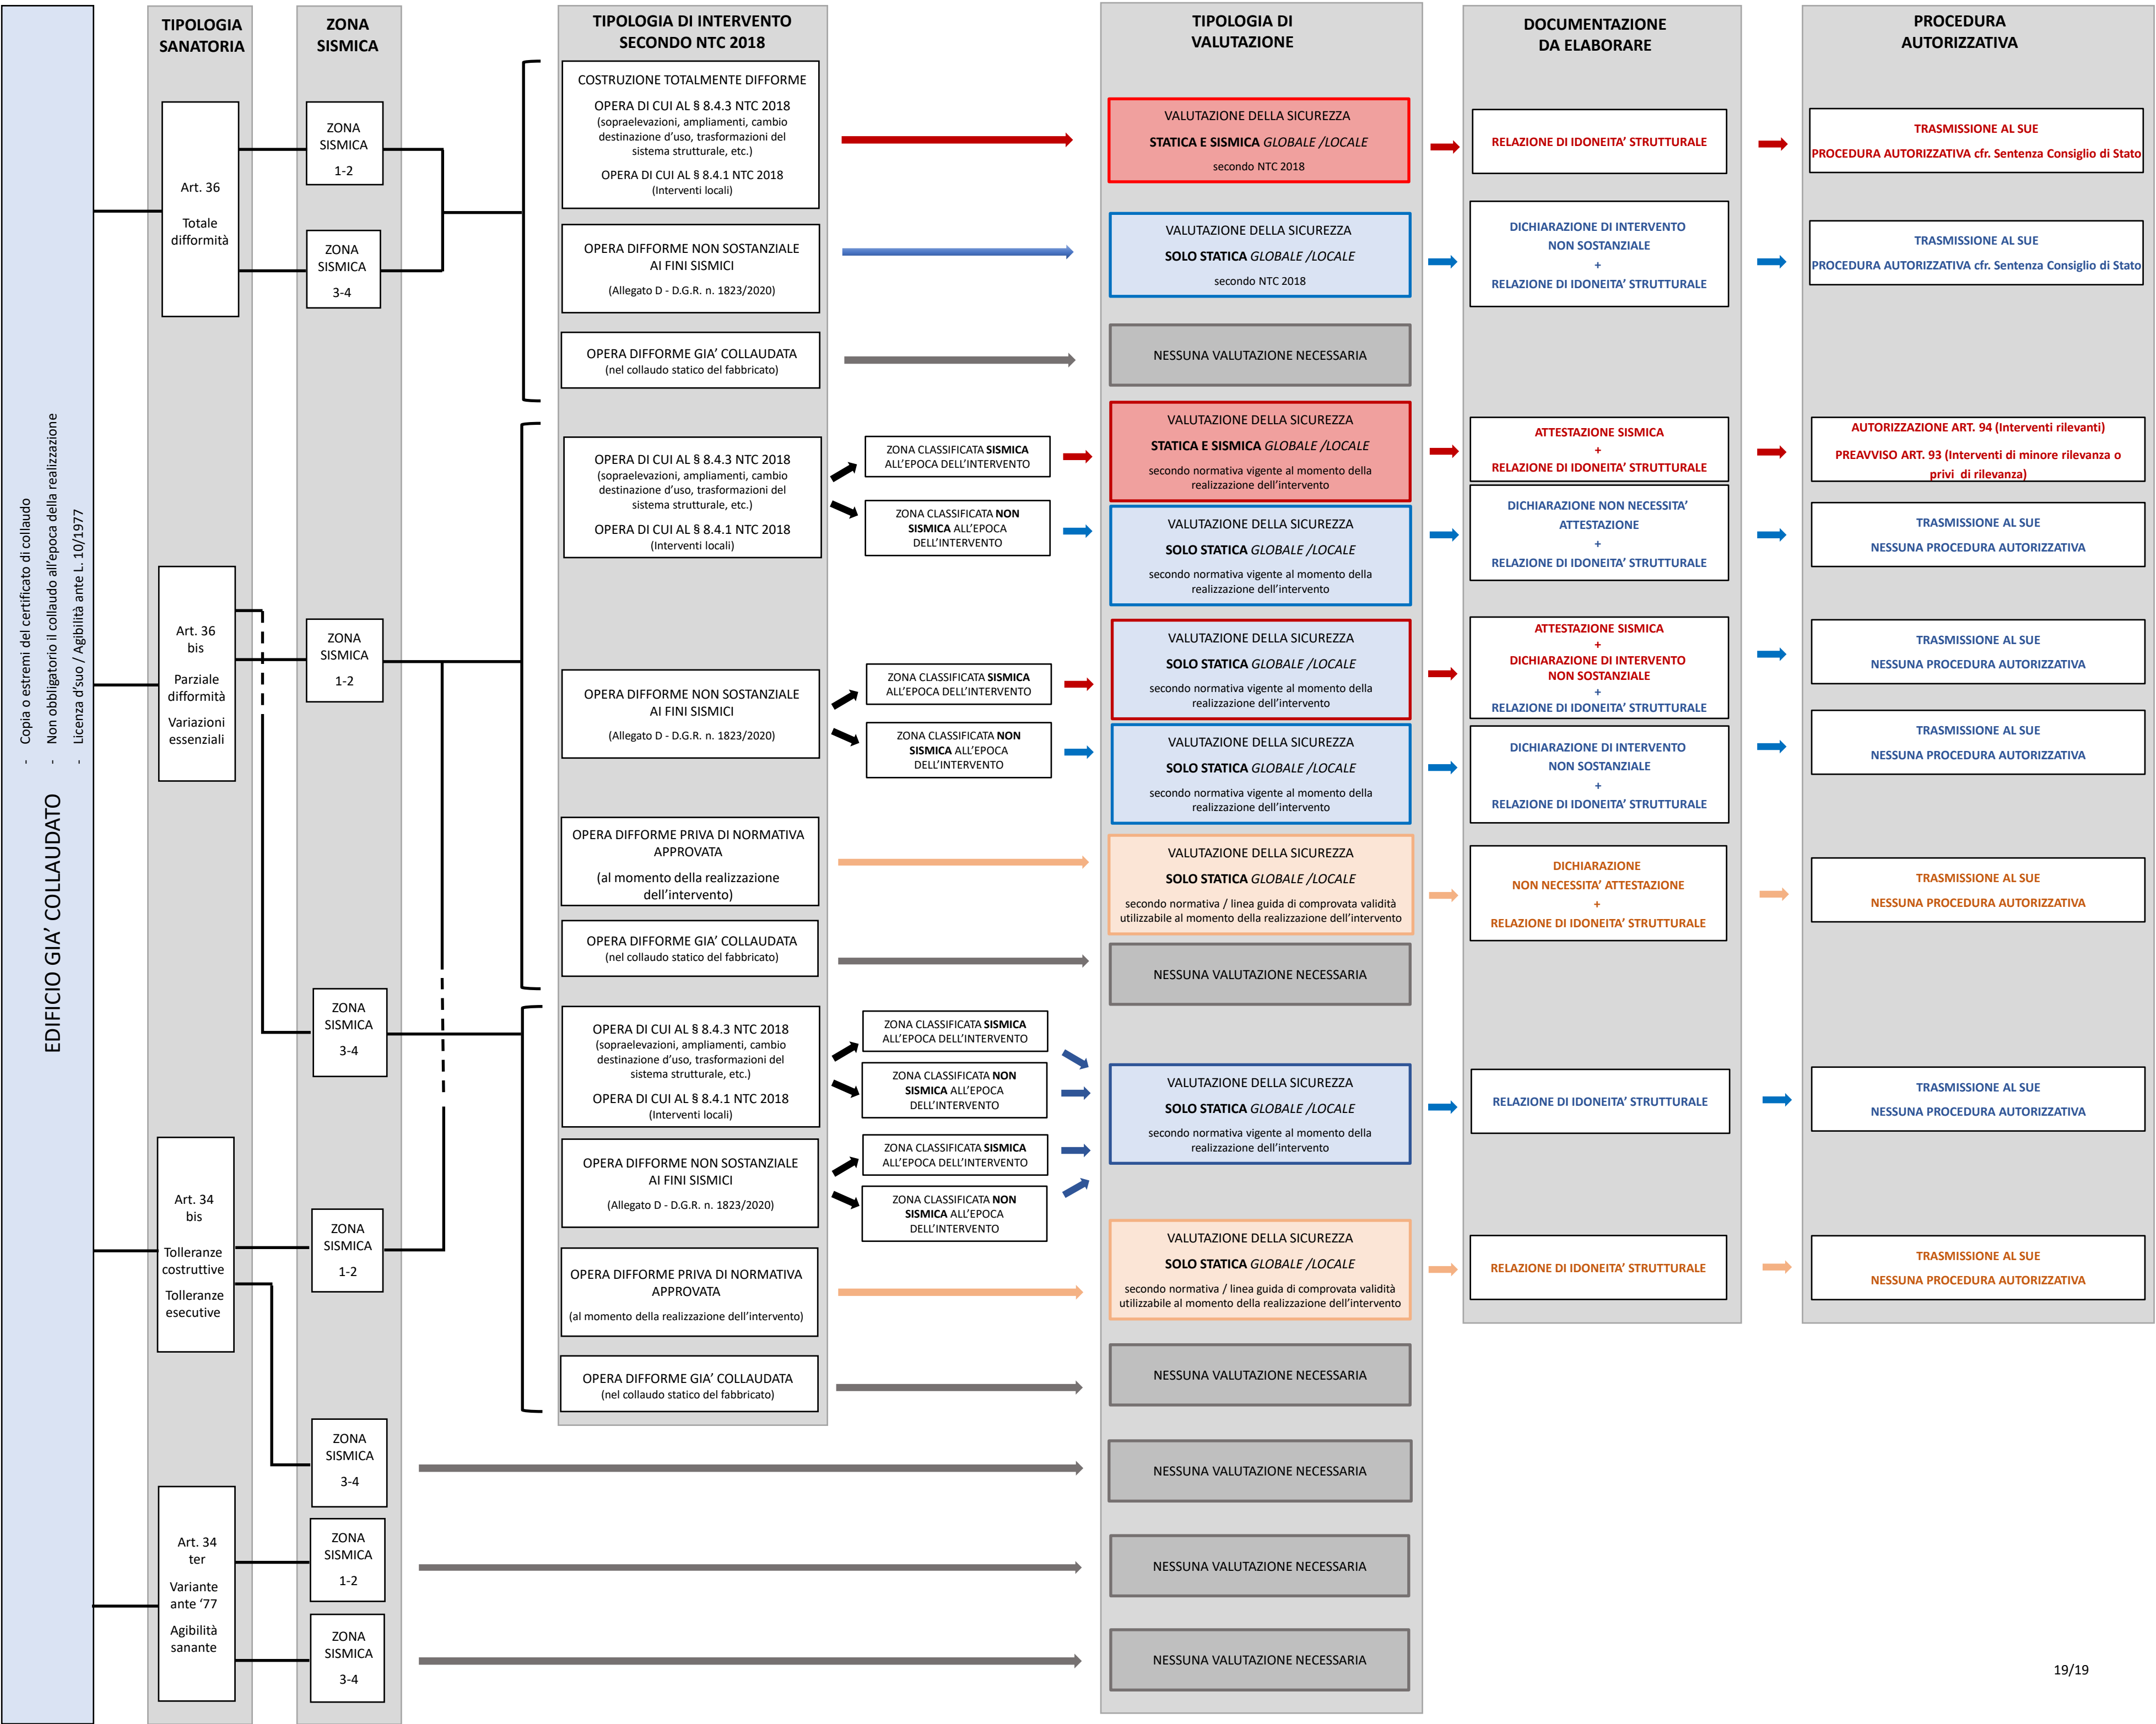 TIPOLOGIA
SANATORIA
ZONA
SISMICA
TIPOLOGIA DI INTERVENTO
SECONDO NTC 2018
TIPOLOGIA DI
VALUTAZIONE
DOCUMENTAZIONE
DA ELABORARE
PROCEDURA
AUTORIZZATIVA
EDIFICIO GIA’ COLLAUDATO
- Copia o estremi del certificato di collaudo
- Non obbligatorio il collaudo all’epoca della realizzazione
- Licenza d’suo / Agibilità ante L. 10/1977
Art. 36
Totale
difformità
ZONA
SISMICA
1-2
ZONA
SISMICA
3-4
COSTRUZIONE TOTALMENTE DIFFORME
OPERA DI CUI AL § 8.4.3 NTC 2018
(sopraelevazioni, ampliamenti, cambio
destinazione d’uso, trasformazioni del
sistema strutturale, etc.)
OPERA DI CUI AL § 8.4.1 NTC 2018
(Interventi locali)
VALUTAZIONE DELLA SICUREZZA
STATICA E SISMICA GLOBALE /LOCALE
secondo NTC 2018
RELAZIONE DI IDONEITA’ STRUTTURALE
TRASMISSIONE AL SUE
PROCEDURA AUTORIZZATIVA cfr. Sentenza Consiglio di Stato
OPERA DIFFORME NON SOSTANZIALE
AI FINI SISMICI
(Allegato D - D.G.R. n. 1823/2020)
VALUTAZIONE DELLA SICUREZZA
SOLO STATICA GLOBALE /LOCALE
secondo NTC 2018
DICHIARAZIONE DI INTERVENTO
NON SOSTANZIALE
+
RELAZIONE DI IDONEITA’ STRUTTURALE
TRASMISSIONE AL SUE
PROCEDURA AUTORIZZATIVA cfr. Sentenza Consiglio di Stato
OPERA DIFFORME GIA’ COLLAUDATA
(nel collaudo statico del fabbricato)
NESSUNA VALUTAZIONE NECESSARIA
Art. 36
bis
Parziale
difformità
Variazioni
essenziali
ZONA
SISMICA
1-2
OPERA DI CUI AL § 8.4.3 NTC 2018
(sopraelevazioni, ampliamenti, cambio
destinazione d’uso, trasformazioni del
sistema strutturale, etc.)
OPERA DI CUI AL § 8.4.1 NTC 2018
(Interventi locali)
ZONA CLASSIFICATA SISMICA
ALL’EPOCA DELL’INTERVENTO
VALUTAZIONE DELLA SICUREZZA
STATICA E SISMICA GLOBALE /LOCALE
secondo normativa vigente al momento della
realizzazione dell’intervento
ATTESTAZIONE SISMICA
+
RELAZIONE DI IDONEITA’ STRUTTURALE
AUTORIZZAZIONE ART. 94 (Interventi rilevanti)
PREAVVISO ART. 93 (Interventi di minore rilevanza o
privi di rilevanza)
ZONA CLASSIFICATA NON
SISMICA ALL’EPOCA
DELL’INTERVENTO
VALUTAZIONE DELLA SICUREZZA
SOLO STATICA GLOBALE /LOCALE
secondo normativa vigente al momento della
realizzazione dell’intervento
DICHIARAZIONE NON NECESSITA’
ATTESTAZIONE
+
RELAZIONE DI IDONEITA’ STRUTTURALE
TRASMISSIONE AL SUE
NESSUNA PROCEDURA AUTORIZZATIVA
OPERA DIFFORME NON SOSTANZIALE
AI FINI SISMICI
(Allegato D - D.G.R. n. 1823/2020)
ZONA CLASSIFICATA SISMICA
ALL’EPOCA DELL’INTERVENTO
VALUTAZIONE DELLA SICUREZZA
SOLO STATICA GLOBALE /LOCALE
secondo normativa vigente al momento della
realizzazione dell’intervento
ATTESTAZIONE SISMICA
+
DICHIARAZIONE DI INTERVENTO
NON SOSTANZIALE
+
RELAZIONE DI IDONEITA’ STRUTTURALE
TRASMISSIONE AL SUE
NESSUNA PROCEDURA AUTORIZZATIVA
ZONA CLASSIFICATA NON
SISMICA ALL’EPOCA
DELL’INTERVENTO
VALUTAZIONE DELLA SICUREZZA
SOLO STATICA GLOBALE /LOCALE
secondo normativa vigente al momento della
realizzazione dell’intervento
DICHIARAZIONE DI INTERVENTO
NON SOSTANZIALE
+
RELAZIONE DI IDONEITA’ STRUTTURALE
TRASMISSIONE AL SUE
NESSUNA PROCEDURA AUTORIZZATIVA
OPERA DIFFORME PRIVA DI NORMATIVA
APPROVATA
(al momento della realizzazione
dell’intervento)
VALUTAZIONE DELLA SICUREZZA
SOLO STATICA GLOBALE /LOCALE
secondo normativa / linea guida di comprovata validità
utilizzabile al momento della realizzazione dell’intervento
DICHIARAZIONE
NON NECESSITA’ ATTESTAZIONE
+
RELAZIONE DI IDONEITA’ STRUTTURALE
TRASMISSIONE AL SUE
NESSUNA PROCEDURA AUTORIZZATIVA
OPERA DIFFORME GIA’ COLLAUDATA
(nel collaudo statico del fabbricato)
NESSUNA VALUTAZIONE NECESSARIA
ZONA
SISMICA
3-4
OPERA DI CUI AL § 8.4.3 NTC 2018
(sopraelevazioni, ampliamenti, cambio
destinazione d’uso, trasformazioni del
sistema strutturale, etc.)
OPERA DI CUI AL § 8.4.1 NTC 2018
(Interventi locali)
ZONA CLASSIFICATA SISMICA
ALL’EPOCA DELL’INTERVENTO
ZONA CLASSIFICATA NON
SISMICA ALL’EPOCA
DELL’INTERVENTO
VALUTAZIONE DELLA SICUREZZA
SOLO STATICA GLOBALE /LOCALE
secondo normativa vigente al momento della
realizzazione dell’intervento
RELAZIONE DI IDONEITA’ STRUTTURALE
TRASMISSIONE AL SUE
NESSUNA PROCEDURA AUTORIZZATIVA
OPERA DIFFORME NON SOSTANZIALE
AI FINI SISMICI
(Allegato D - D.G.R. n. 1823/2020)
ZONA CLASSIFICATA SISMICA
ALL’EPOCA DELL’INTERVENTO
ZONA CLASSIFICATA NON
SISMICA ALL’EPOCA
DELL’INTERVENTO
Art. 34
bis
Tolleranze
costruttive
Tolleranze
esecutive
ZONA
SISMICA
1-2
OPERA DIFFORME PRIVA DI NORMATIVA
APPROVATA
(al momento della realizzazione dell’intervento)
VALUTAZIONE DELLA SICUREZZA
SOLO STATICA GLOBALE /LOCALE
secondo normativa / linea guida di comprovata validità
utilizzabile al momento della realizzazione dell’intervento
RELAZIONE DI IDONEITA’ STRUTTURALE
TRASMISSIONE AL SUE
NESSUNA PROCEDURA AUTORIZZATIVA
OPERA DIFFORME GIA’ COLLAUDATA
(nel collaudo statico del fabbricato)
NESSUNA VALUTAZIONE NECESSARIA
ZONA
SISMICA
3-4
NESSUNA VALUTAZIONE NECESSARIA
Art. 34
ter
Variante
ante ‘77
Agibilità
sanante
ZONA
SISMICA
1-2
NESSUNA VALUTAZIONE NECESSARIA
ZONA
SISMICA
3-4
NESSUNA VALUTAZIONE NECESSARIA
19/19